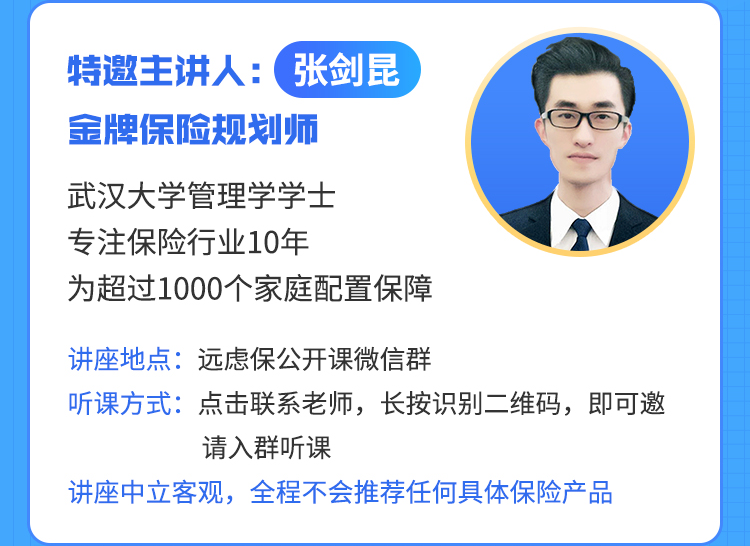 特邀主讲人：张剑昆
金牌保险规划师
武汉大学管理学学士
专注保险行业10年
为超过1000个家庭配置保障
讲座地点：远虑保公开课微信群
听课方式：点击联系老师，长按识别二维码，即可邀
请入群听课
讲座中立客观，全程不会推荐任何具体保险产品